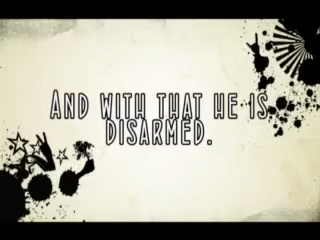 AND WITH THAT HE IS
DISARMED.